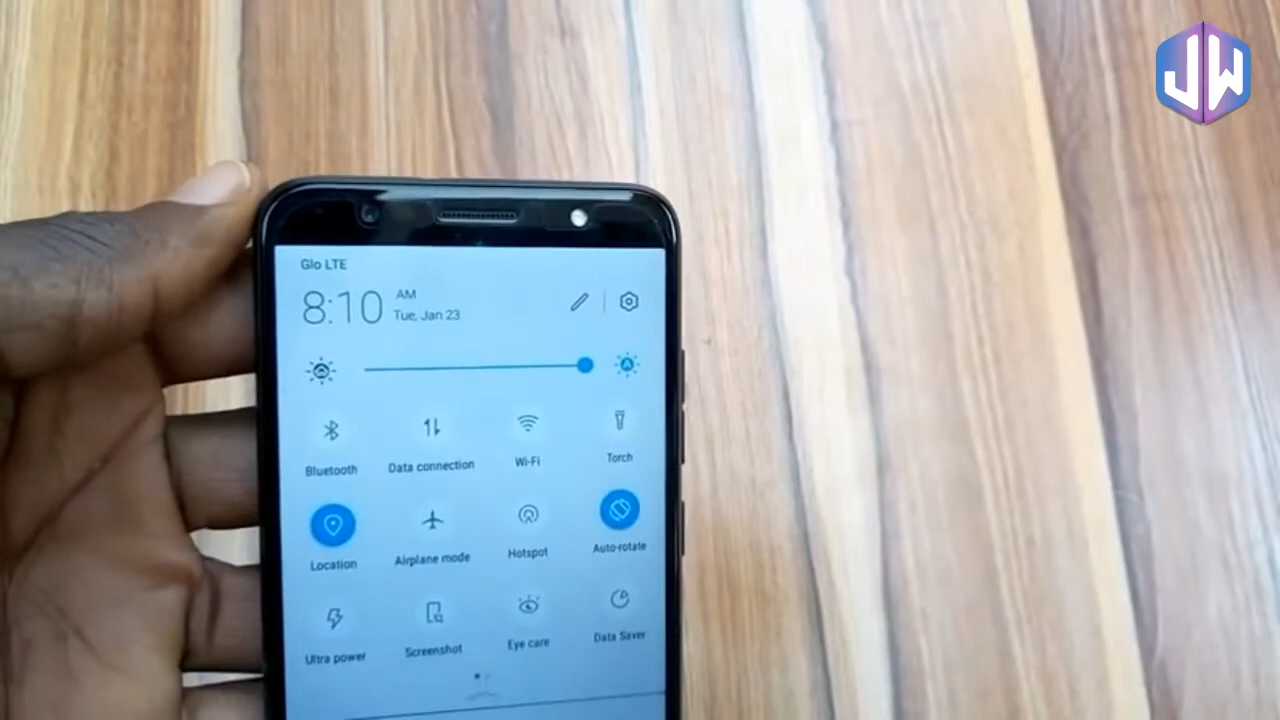 JW
Glo LTE
8:10 AM
Tue, Jan 23
Bluetooth Data connection Wi-Fi Torch
Location Airplane mode Hotspot Auto-rotate
Ultra power Screenshot Eye care Data Saver